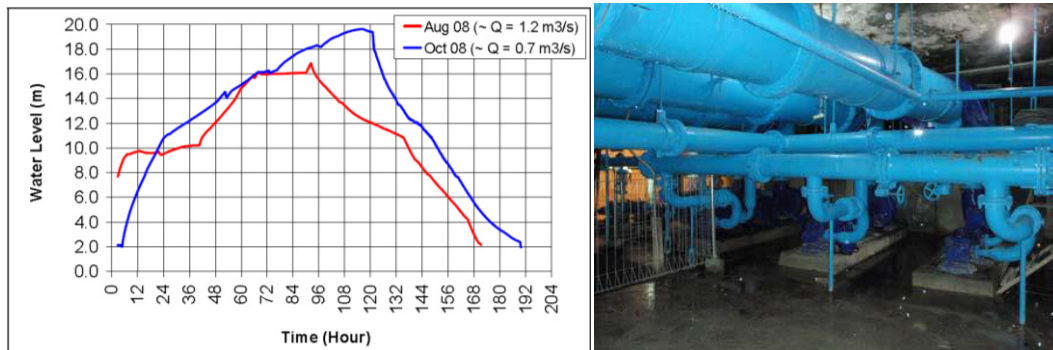 20.0
18.0
16.0
14.0
12.0
10.0
8.0
6.0
4.0
2.0
0.0
Water Level (m)
Aug 08 (~ Q = 1.2 m3/s)
Oct 08 (~ Q = 0.7 m3/s)
0 12 24 36 48 60 72 84 96 108 120 132 144 156 168 180 192 204
Time (Hour)